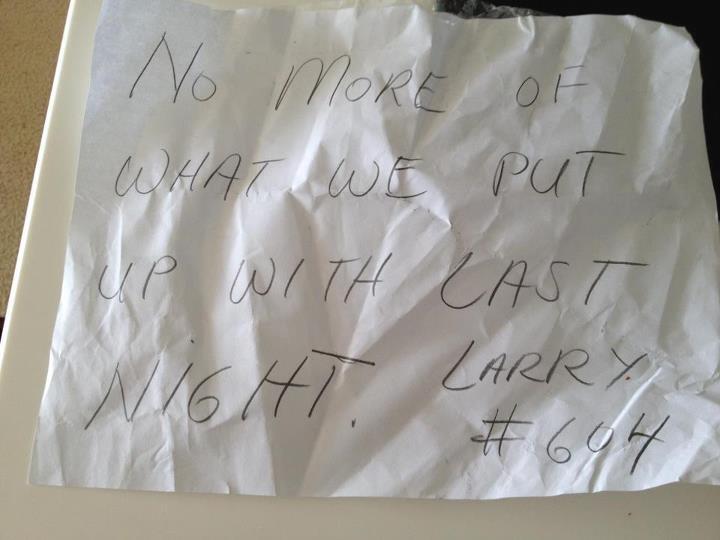 No MORE OF
WHAT WE PUT
UP WITH LAST
NIGHT. LARRY.
#604